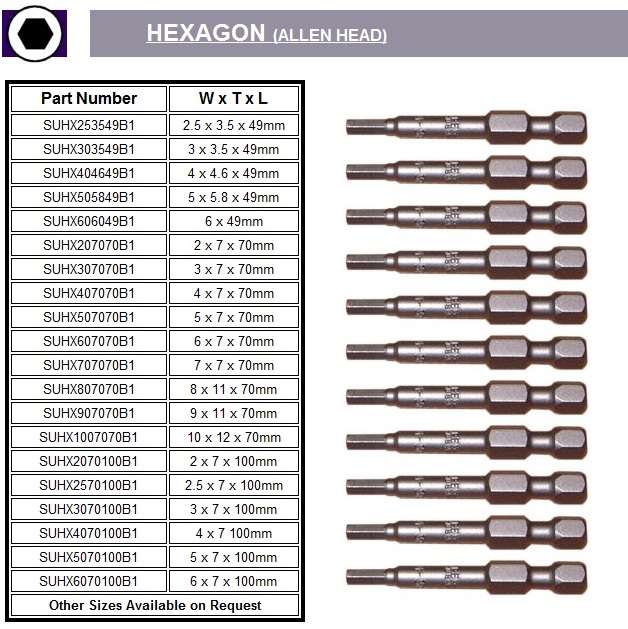 HEXAGON (ALLEN HEAD)
Part Number W x T x L
SUHX253549B1 2.5 x 3.5 x 49mm
SUHX303549B1 3 x 3.5 x 49mm
SUHX404649B1 4 x 4.6 x 49mm
SUHX505849B1 5 x 5.8 x 49mm
SUHX606049B1 6 x 49mm
SUHX207070B1 2 x 7 x 70mm
SUHX307070B1 3 x 7 x 70mm
SUHX407070B1 4 x 7 x 70mm
SUHX507070B1 5 x 7 x 70mm
SUHX607070B1 6 x 7 x 70mm
SUHX707070B1 7 x 7 x 70mm
SUHX807070B1 8 x 11 x 70mm
SUHX907070B1 9 x 11 x 70mm
SUHX1007070B1 10 x 12 x 70mm
SUHX2070100B1 2 x 7 x 100mm
SUHX2570100B1 2.5 x 7 x 100mm
SUHX3070100B1 3 x 7 x 100mm
SUHX4070100B1 4 x 7 100mm
SUHX5070100B1 5 x 7 x 100mm
SUHX6070100B1 6 x 7 x 100mm
Other Sizes Available on Request